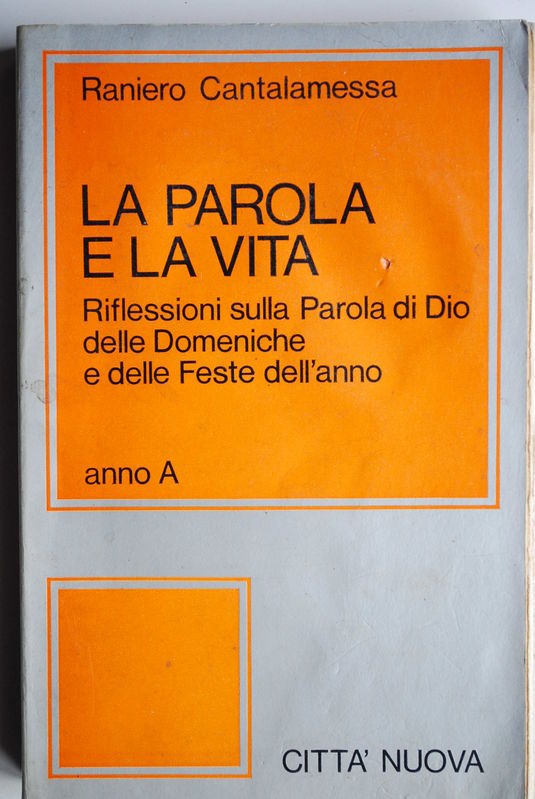 Raniero Cantalamessa
LA PAROLA
E LA VITA
Riflessioni sulla Parola di Dio
delle Domeniche
e delle Feste dell'anno
anno A
CITTA' NUOVA